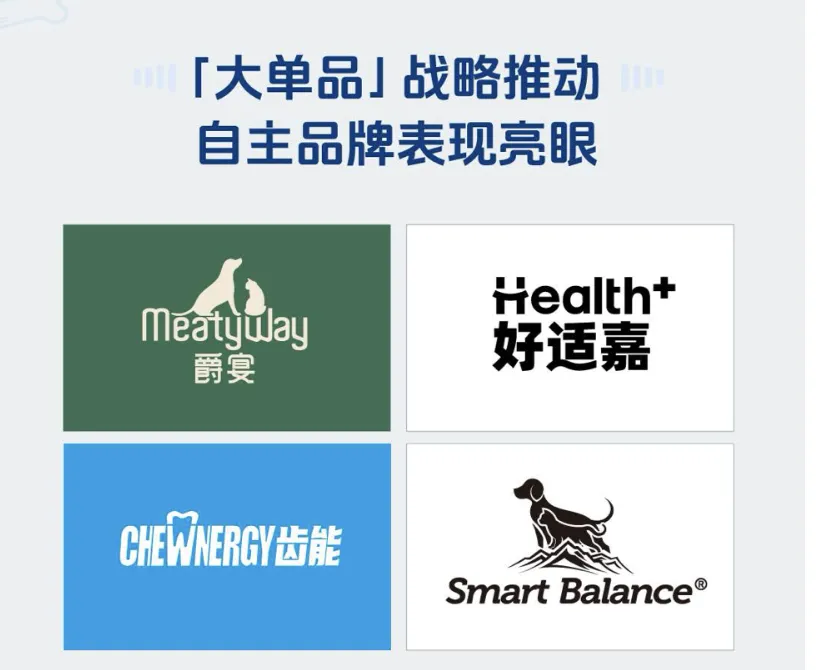 「大单品」战略推动
自主品牌表现亮眼
MeatyWay
爵宴
Health+
好适嘉
CHEWNERGY齿能
Smart Balance®